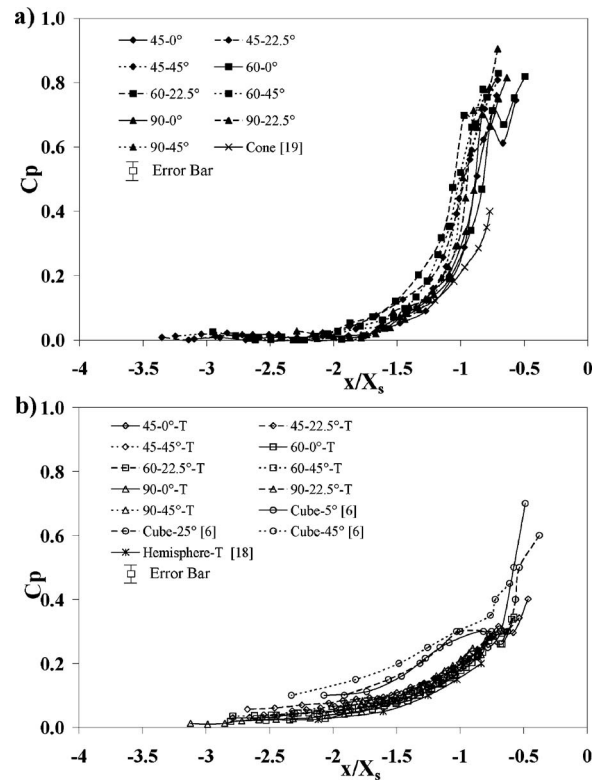 a)
1.0
0.8
0.6
0.4
0.2
0.0
Cp
45-0° 45-22.5°
45-45° 60-0°
60-22.5° 60-45°
90-0° 90-22.5°
90-45° Cone [19]
Error Bar
-4 -3.5 -3 -2.5 -2 -1.5 -1 -0.5 0
x/Xs
b)
1.0
0.8
0.6
0.4
0.2
0.0
Cp
45-0°-T 45-22.5°-T
45-45°-T 60-0°-T
60-22.5°-T 60-45°-T
90-0°-T 90-22.5°-T
90-45°-T Cube-5° [6]
Cube-25° [6] Cube-45° [6]
Hemisphere-T [18]
Error Bar
-4 -3.5 -3 -2.5 -2 -1.5 -1 -0.5 0
x/Xs